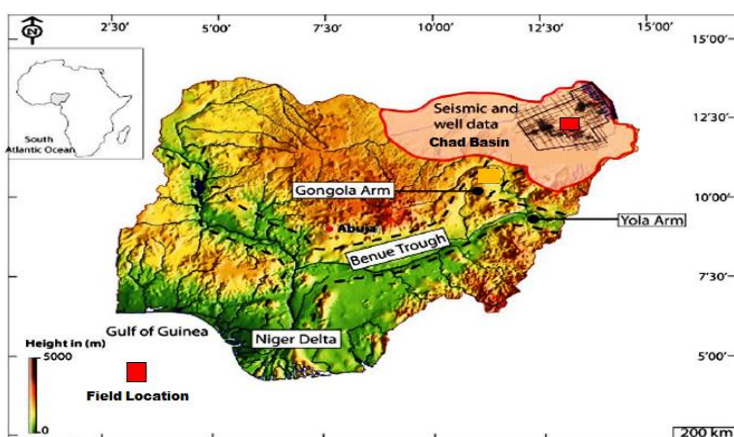 2'30'
5'00'
7'30'
10'00'
12'30'
15'00'
N
15'00'
South
Atlantic Ocean
Seismic and
well data
Chad Basin
12'30'
Gongola Arm
10'00'
Yola Arm
Abuja
Benue Trough
7'30'
Gulf of Guinea
Niger Delta
Height in (m)
5000
0
5'00'
Field Location
200 km